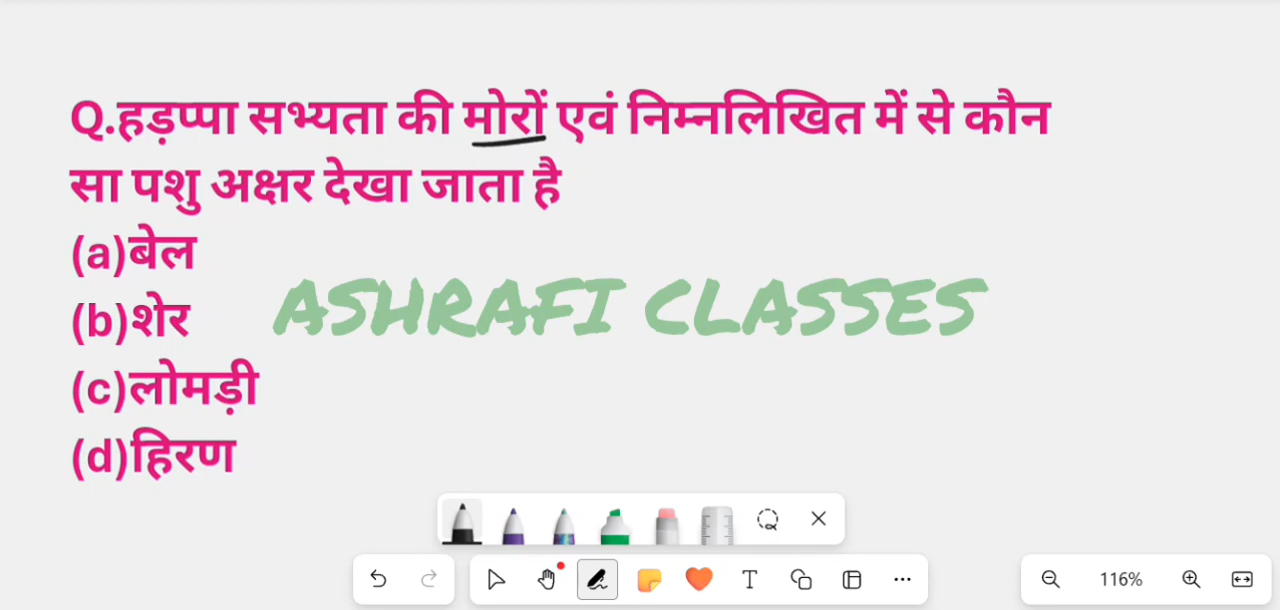 Q.हड़प्पा सभ्यता की मोरों एवं निम्नलिखित में से कौन
सा पशु अक्षर देखा जाता है
(a)बेल
ASHRAFI CLASSES
(b)शेर
(c)लोमड़ी
(d)हिरण
T
116%